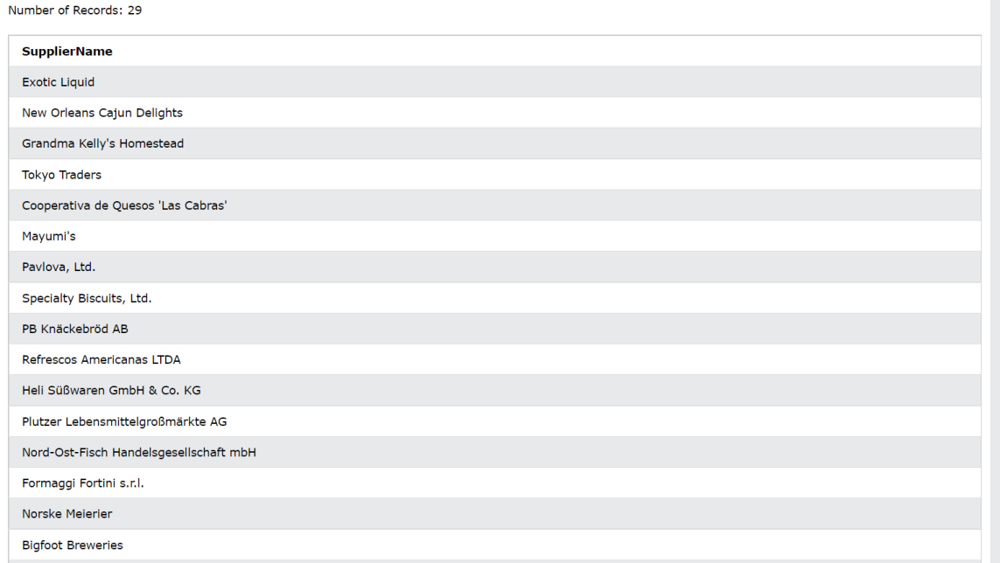 Number of Records: 29
SupplierName
Exotic Liquid
New Orleans Cajun Delights
Grandma Kelly's Homestead
Tokyo Traders
Cooperativa de Quesos 'Las Cabras'
Mayumi's
Pavlova, Ltd.
Specialty Biscuits, Ltd.
PB Knäckebröd AB
Refrescos Americanas LTDA
Heli Süßwaren GmbH & Co. KG
Plutzer Lebensmittelgroßmärkte AG
Nord-Ost-Fisch Handelsgesellschaft mbH
Formaggi Fortini s.r.l.
Norske Meierier
Bigfoot Breweries